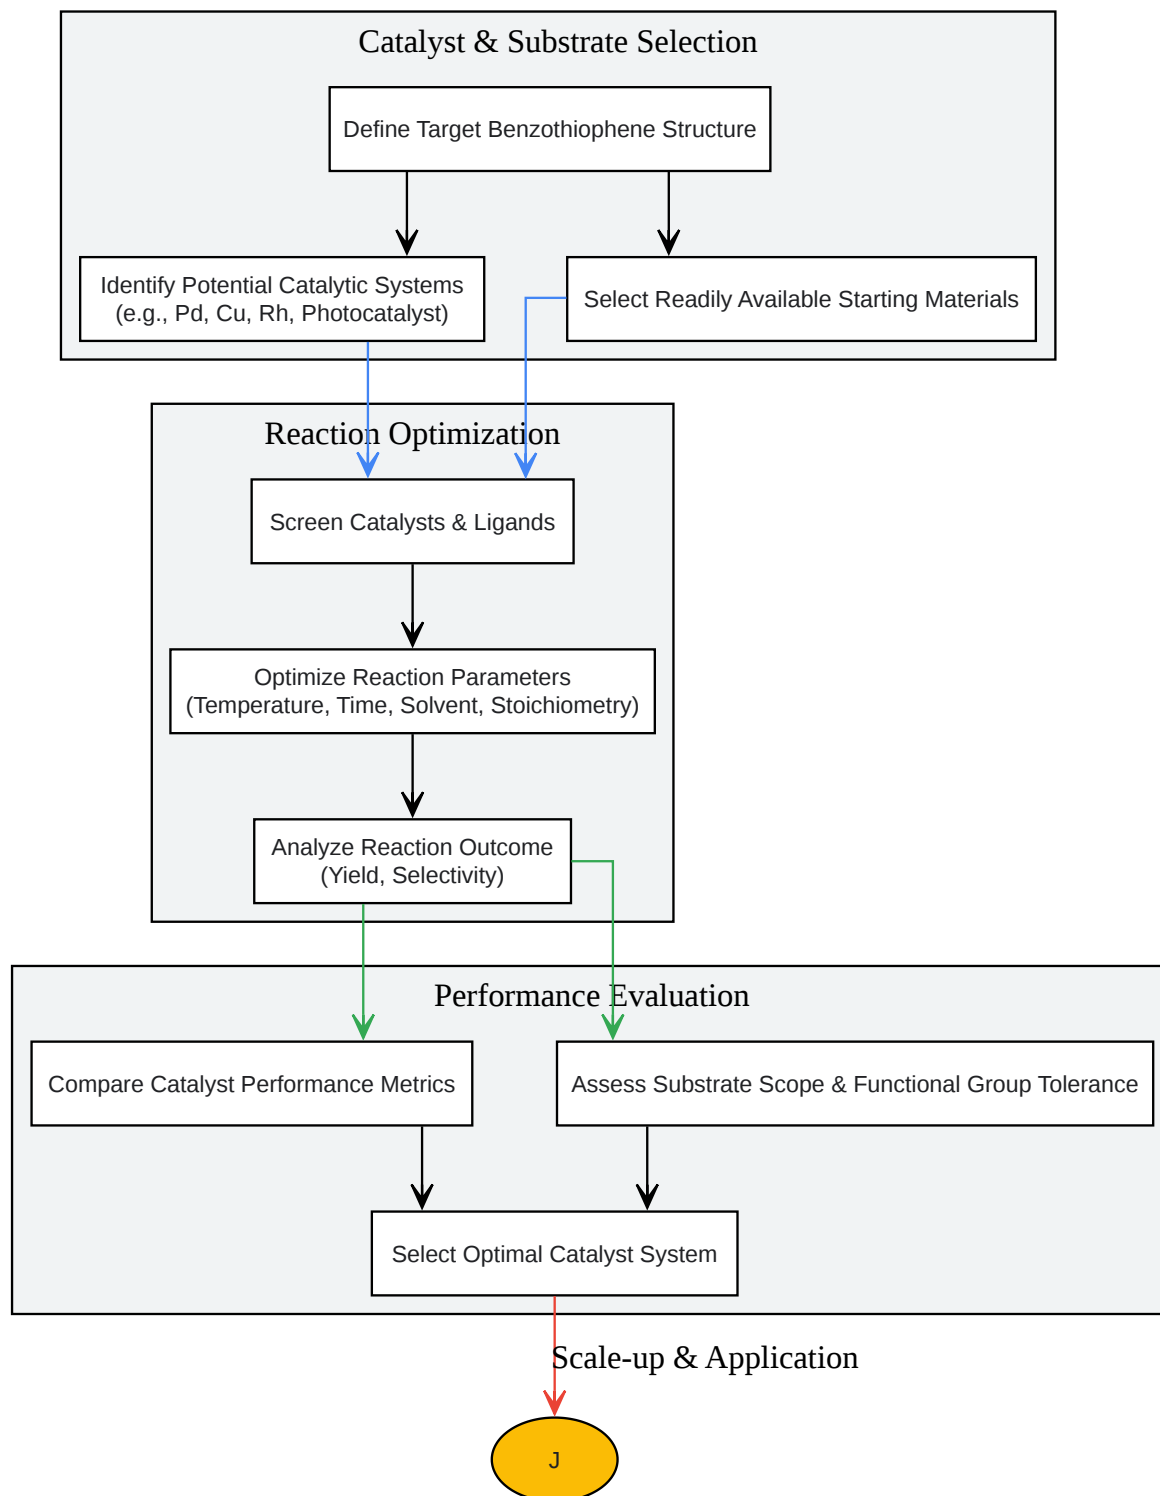 Catalyst & Substrate Selection
Define Target Benzothiophene Structure
Identify Potential Catalytic Systems
(e.g., Pd, Cu, Rh, Photocatalyst)
Select Readily Available Starting Materials
Reaction Optimization
Screen Catalysts & Ligands
Optimize Reaction Parameters
(Temperature, Time, Solvent, Stoichiometry)
Analyze Reaction Outcome
(Yield, Selectivity)
Performance Evaluation
Compare Catalyst Performance Metrics
Assess Substrate Scope & Functional Group Tolerance
Select Optimal Catalyst System
Scale-up & Application
J